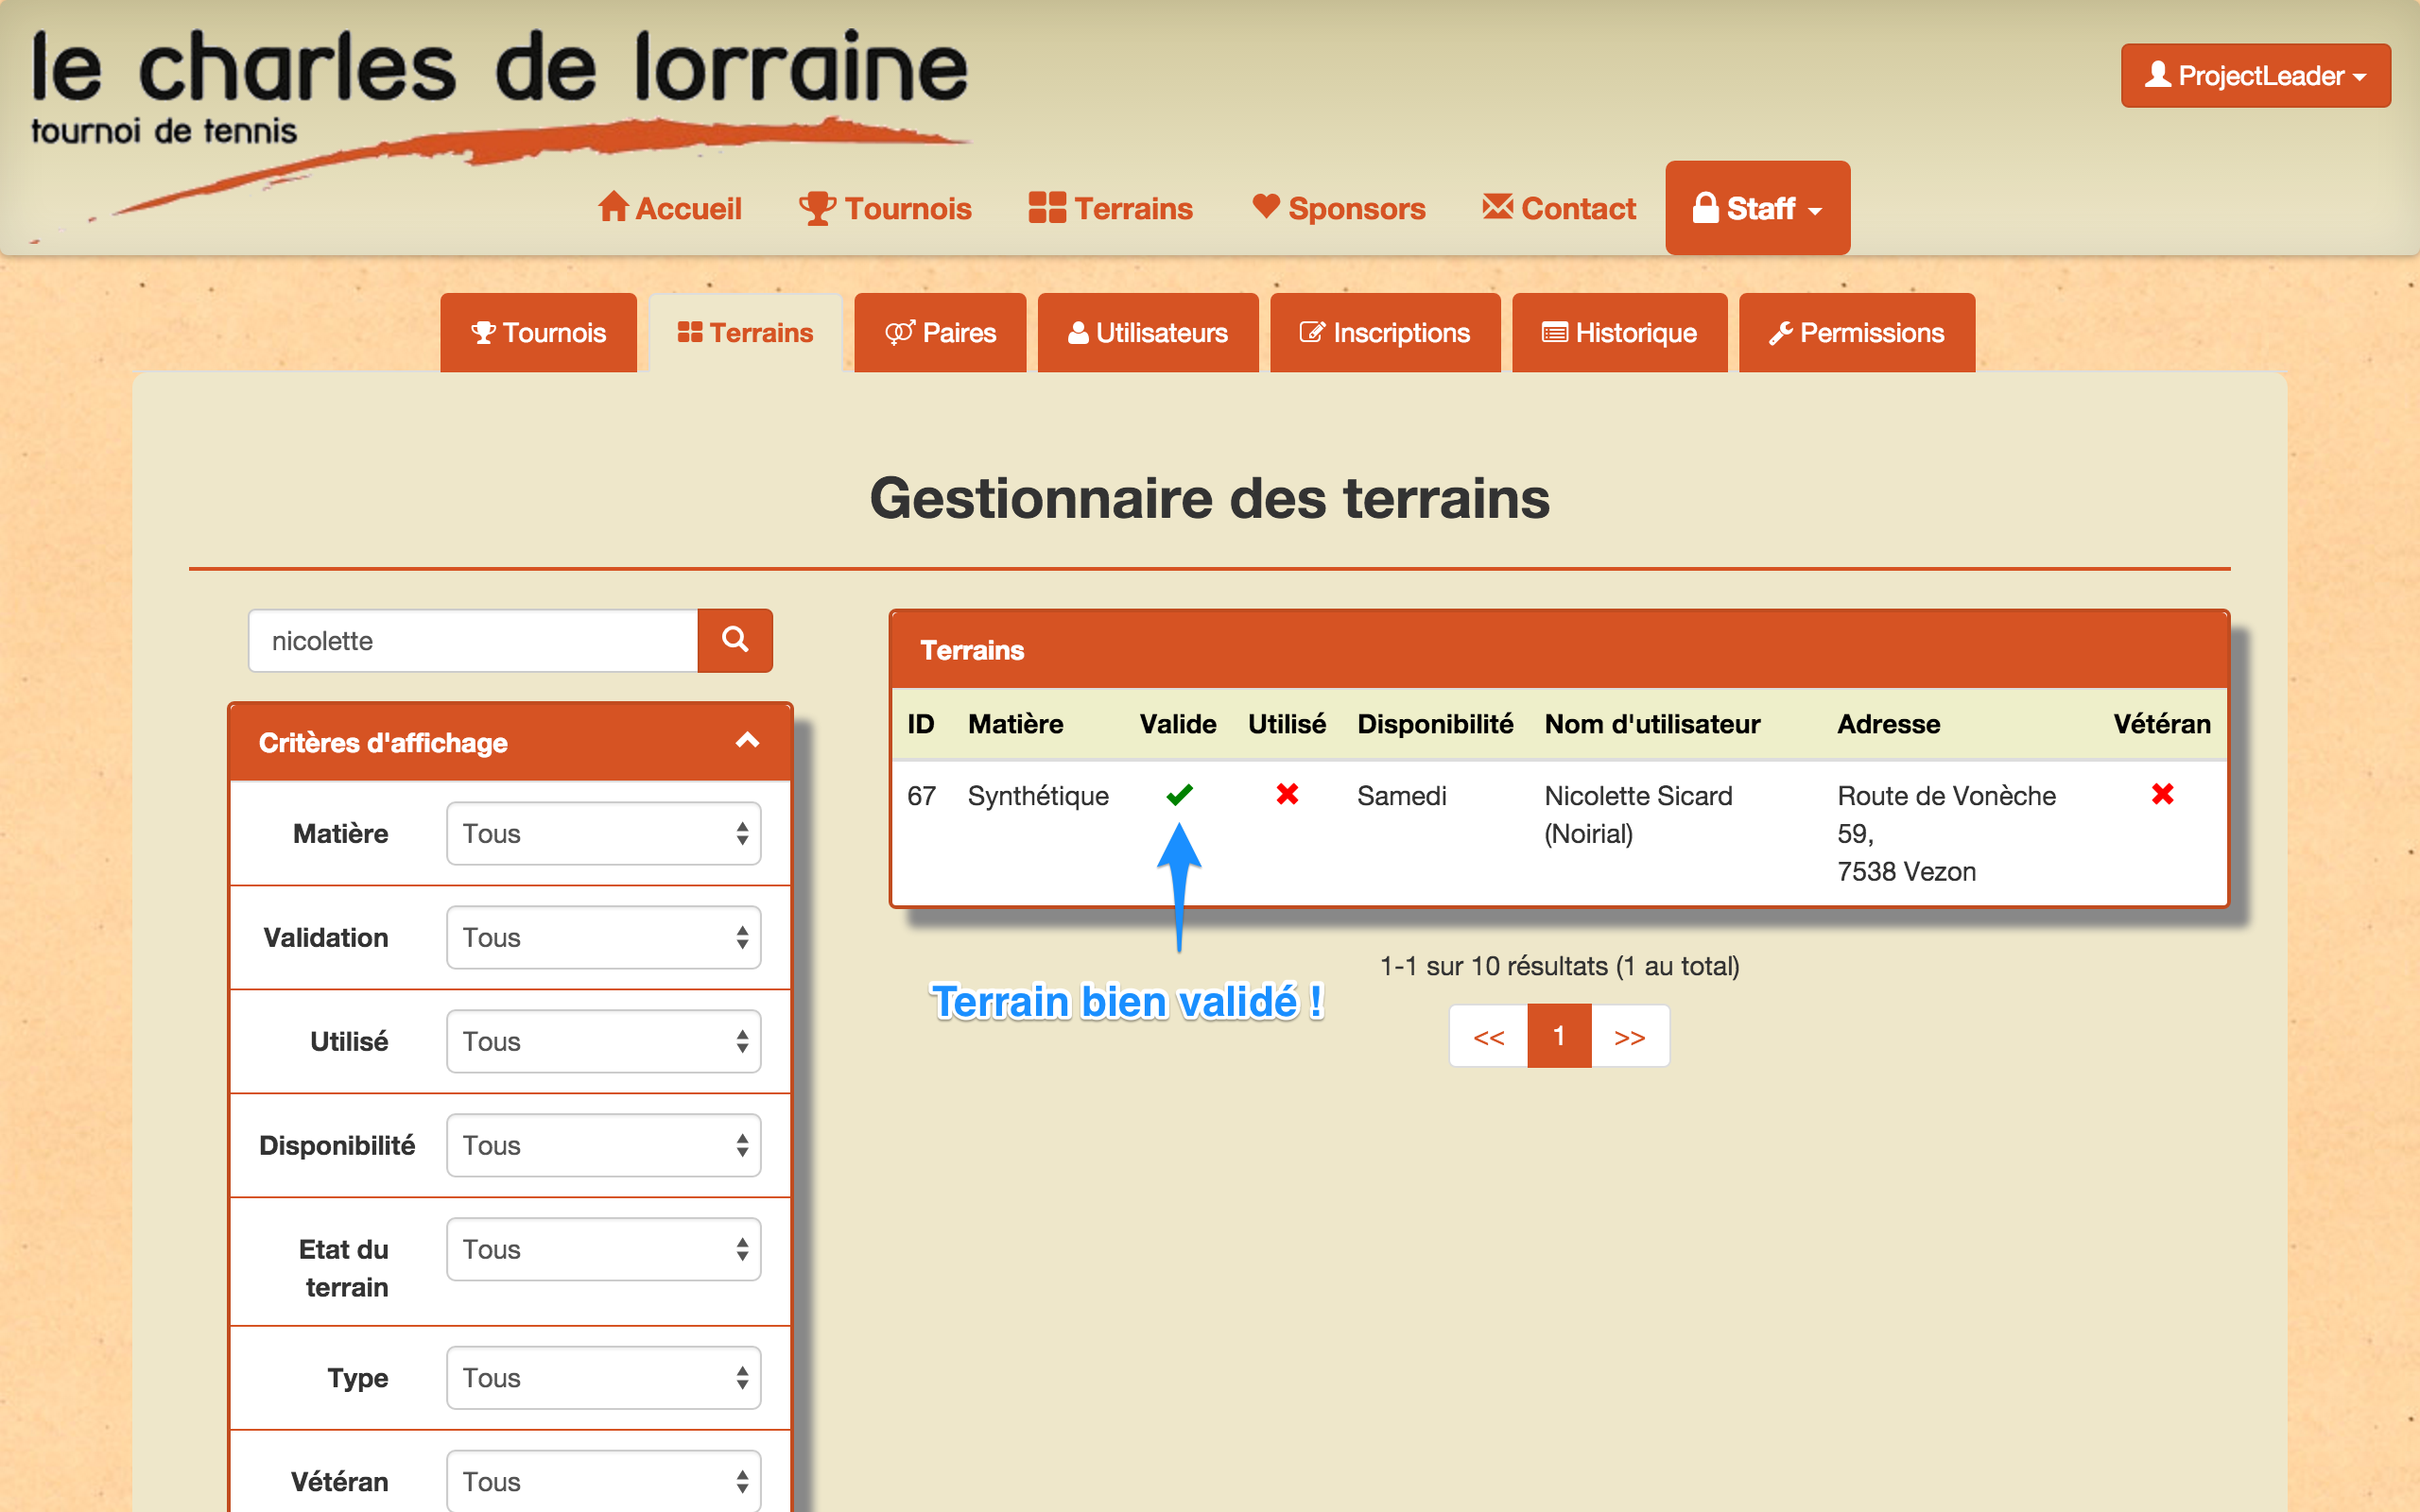 le charles de lorraine
tournoi de tennis
ProjectLeader
Accueil Tournois Terrains Sponsors Contact Staff
Tournois Terrains Paires Utilisateurs Inscriptions Historique Permissions
Gestionnaire des terrains
nicolette
Critères d'affichage
Matière Tous
Validation Tous
Utilisé Tous
Disponibilité Tous
Etat du Tous
terrain
Type Tous
Vétéran Tous
Terrains
ID Matière Valide Utilisé Disponibilité Nom d'utilisateur Adresse Vétéran
67 Synthétique Samedi Nicolette Sicard Route de Vonèche
(Noirial) 59,
7538 Vezon
Terrain bien validé !
1-1 sur 10 résultats (1 au total)
<< 1 >>